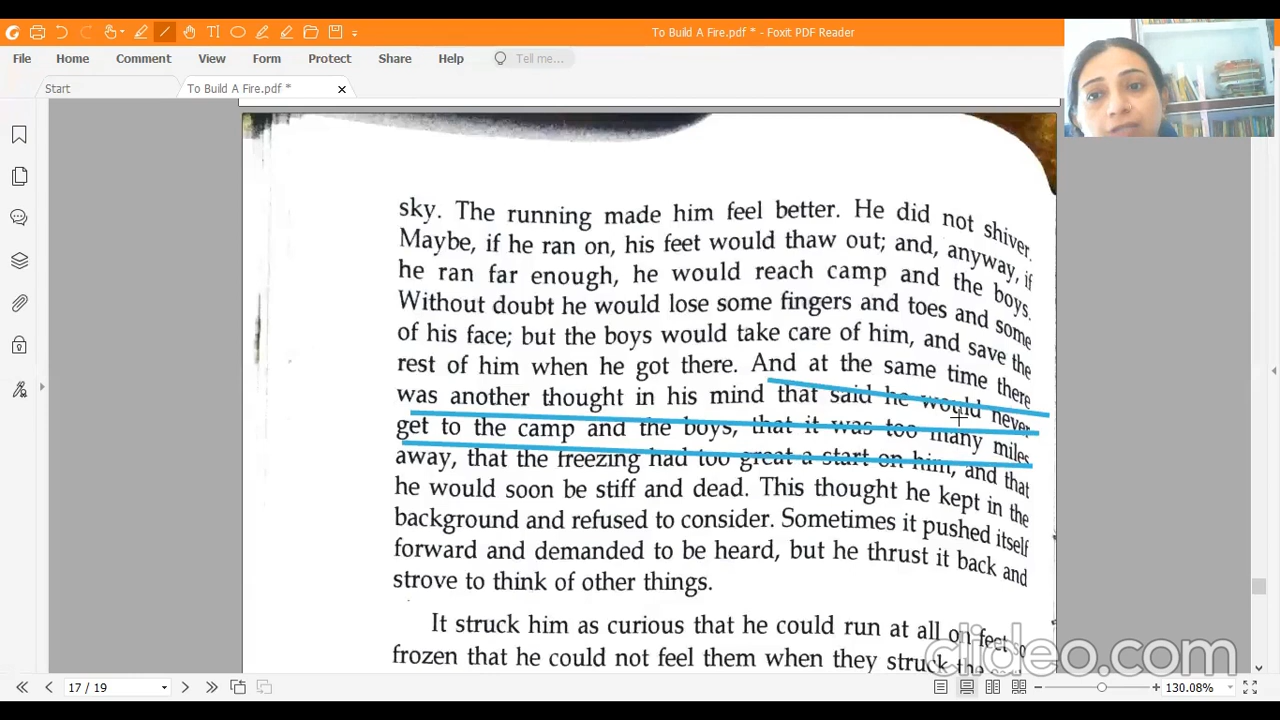 To Build A Fire.pdf * - Foxit PDF Reader
File Home Comment View Form Protect Share Help Tell me...
Start To Build A Fire.pdf *
sky. The running made him feel better. He did not shiver.
Maybe, if he ran on, his feet would thaw out; and, anyway, if
he ran far enough, he would reach camp and the boys.
Without doubt he would lose some fingers and toes and some
of his face; but the boys would take care of him, and save the
rest of him when he got there. And at the same time there
was another thought in his mind that said he would never
get to the camp and the boys, that it was too many miles
away, that the freezing had too great a start on him, and that
he would soon be stiff and dead. This thought he kept in the
background and refused to consider. Sometimes it pushed itself
forward and demanded to be heard, but he thrust it back and
strove to think of other things.
It struck him as curious that he could run at all on feet so
frozen that he could not feel them when they struck the
clideo.com
17 / 19 130.08%